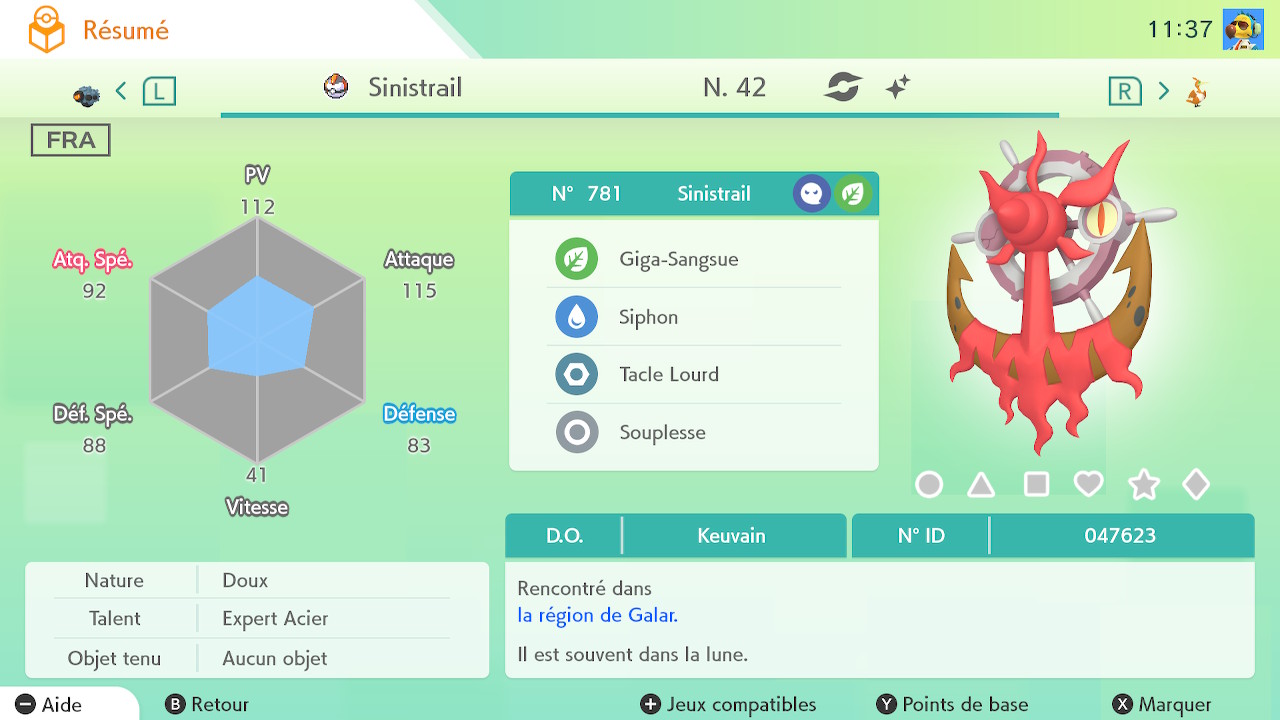 Résumé
11:37
L
Sinistrail
N. 42
R
FRA
PV
112
Atq. Spé.
92
Attaque
115
Déf. Spé.
88
Défense
83
41
Vitesse
N° 781 Sinistrail
Giga-Sangsue
Siphon
Tacle Lourd
Souplesse
D.O. Keuvain
N° ID 047623
Nature Doux
Talent Expert Acier
Objet tenu Aucun objet
Rencontré dans
la région de Galar.
Il est souvent dans la lune.
Aide
B Retour
Jeux compatibles
Y Points de base
X Marquer